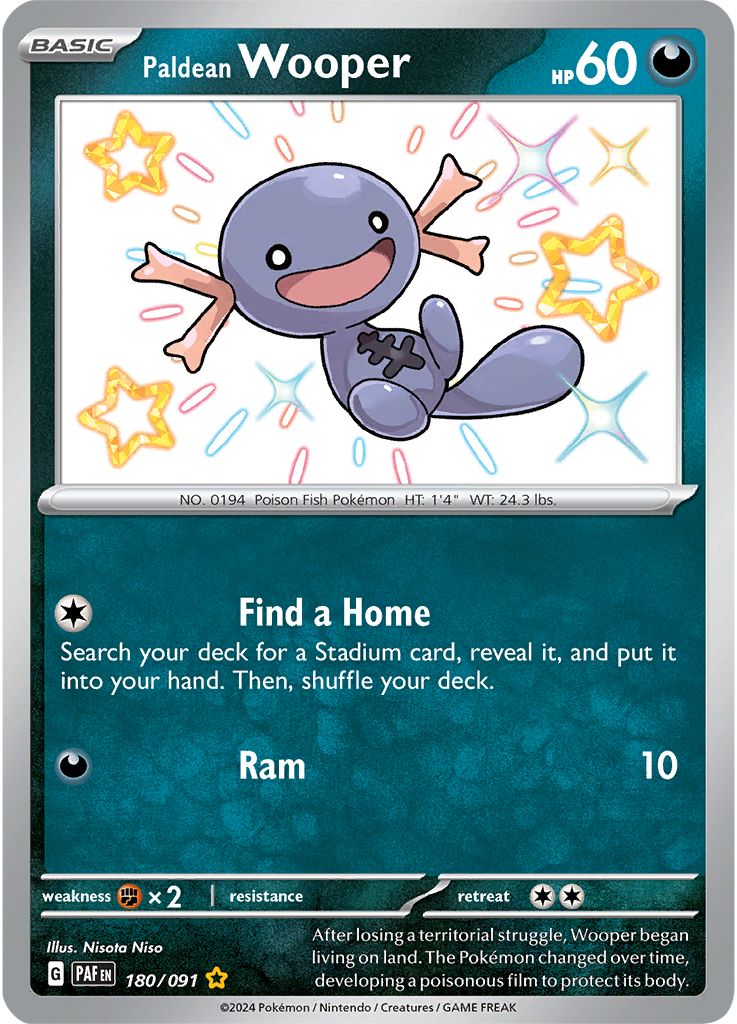 BASIC
Paldean Wooper HP 60
NO. 0194 Poison Fish Pokémon HT: 1'4" WT: 24.3 lbs.
Find a Home
Search your deck for a Stadium card, reveal it, and put it
into your hand. Then, shuffle your deck.
Ram 10
weakness ×2 | resistance retreat
Illus. Nisota Niso
After losing a territorial struggle, Wooper began
living on land. The Pokémon changed over time,
developing a poisonous film to protect its body.
G PAF EN 180/091
©2024 Pokémon / Nintendo / Creatures / GAME FREAK